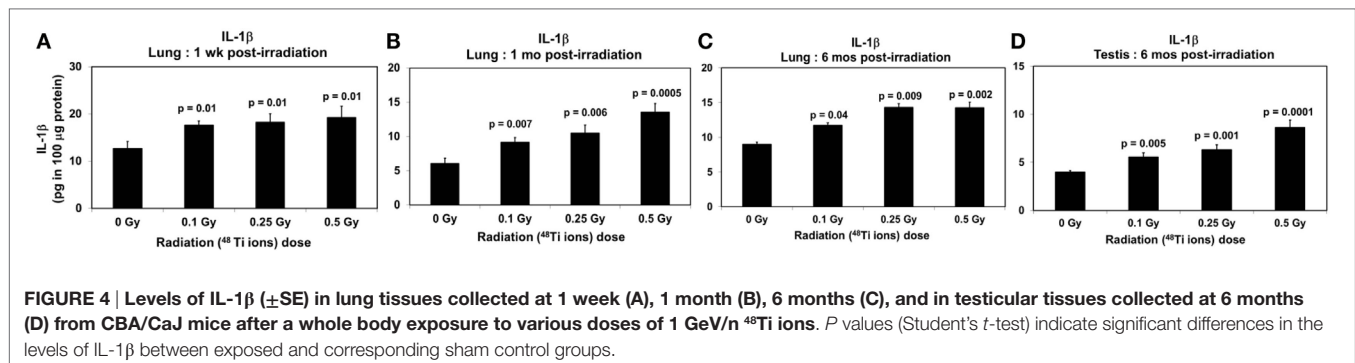 A
IL-1β
Lung : 1 wk post-irradiation
IL-1β
(pg in 100 µg protein)
30
20
10
0
p = 0.01
p = 0.01
p = 0.01
0 Gy
0.1 Gy
0.25 Gy
0.5 Gy
Radiation (⁴⁸Ti ions) dose
B
IL-1β
Lung : 1 mo post-irradiation
20
15
10
5
0
p = 0.007
p = 0.006
p = 0.0005
0 Gy
0.1 Gy
0.25 Gy
0.5 Gy
Radiation (⁴⁸Ti ions) dose
C
IL-1β
Lung : 6 mos post-irradiation
20
15
10
5
0
p = 0.04
p = 0.009
p = 0.002
0 Gy
0.1 Gy
0.25 Gy
0.5 Gy
Radiation (⁴⁸Ti ions) dose
D
IL-1β
Testis : 6 mos post-irradiation
15
10
5
0
p = 0.005
p = 0.001
p = 0.0001
0 Gy
0.1 Gy
0.25 Gy
0.5 Gy
Radiation (⁴⁸Ti ions) dose
FIGURE 4 | Levels of IL-1β (±SE) in lung tissues collected at 1 week (A), 1 month (B), 6 months (C), and in testicular tissues collected at 6 months
(D) from CBA/CaJ mice after a whole body exposure to various doses of 1 GeV/n ⁴⁸Ti ions. P values (Student's t-test) indicate significant differences in the
levels of IL-1β between exposed and corresponding sham control groups.